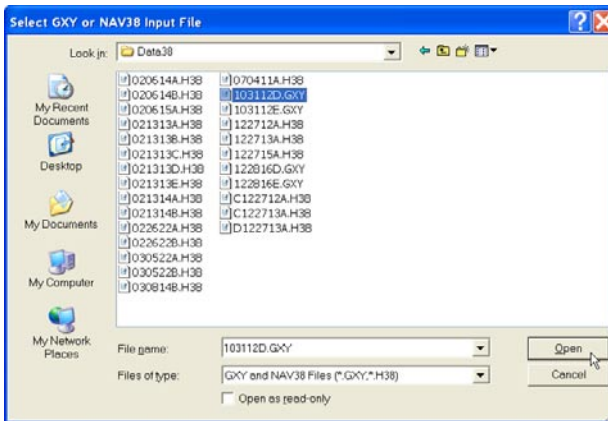 Select GXY or NAV38 Input File
Look in: Data38
My Recent Documents
Desktop
My Documents
My Computer
My Network Places
020614A.H38
020614B.H38
020615A.H38
021313A.H38
021313B.H38
021313C.H38
021313D.H38
021313E.H38
021314A.H38
021314B.H38
022622A.H38
022622B.H38
030522A.H38
030522B.H38
030814B.H38
070411A.H38
103112D.GXY
103112E.GXY
122712A.H38
122713A.H38
122715A.H38
122816D.GXY
122816E.GXY
C122712A.H38
C122713A.H38
D122713A.H38
File name: 103112D.GXY Open
Files of type: GXY and NAV38 Files (*.GXY,*.H38) Cancel
Open as read-only